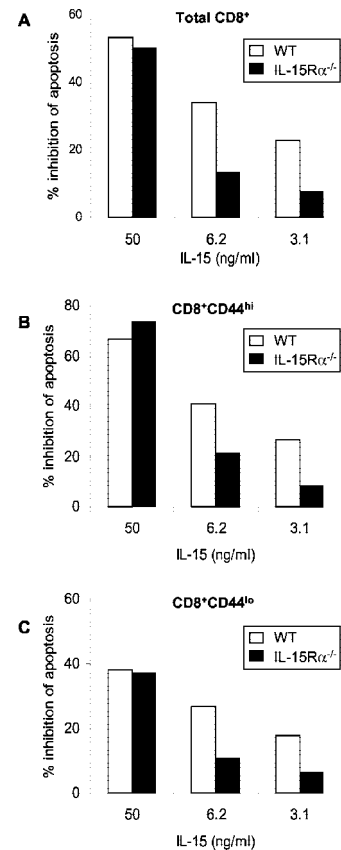 A
Total CD8⁺
WT
IL-15Rα⁻/⁻
% inhibition of apoptosis
60
40
20
0
50
6.2
3.1
IL-15 (ng/ml)
B
CD8⁺CD44ʰⁱ
WT
IL-15Rα⁻/⁻
% inhibition of apoptosis
80
60
40
20
0
50
6.2
3.1
IL-15 (ng/ml)
C
CD8⁺CD44ˡᵒ
WT
IL-15Rα⁻/⁻
% inhibition of apoptosis
60
40
20
0
50
6.2
3.1
IL-15 (ng/ml)